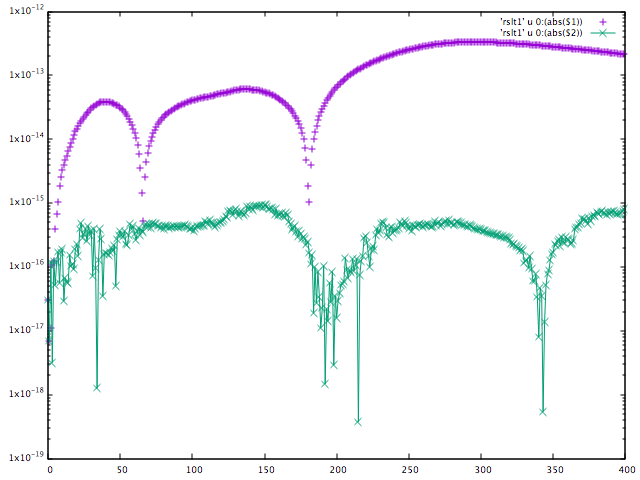 1x10⁻¹²
'rslt1' u 0:(abs($1))
'rslt1' u 0:(abs($2))
1x10⁻¹³
1x10⁻¹⁴
1x10⁻¹⁵
1x10⁻¹⁶
1x10⁻¹⁷
1x10⁻¹⁸
1x10⁻¹⁹
0 50 100 150 200 250 300 350 400